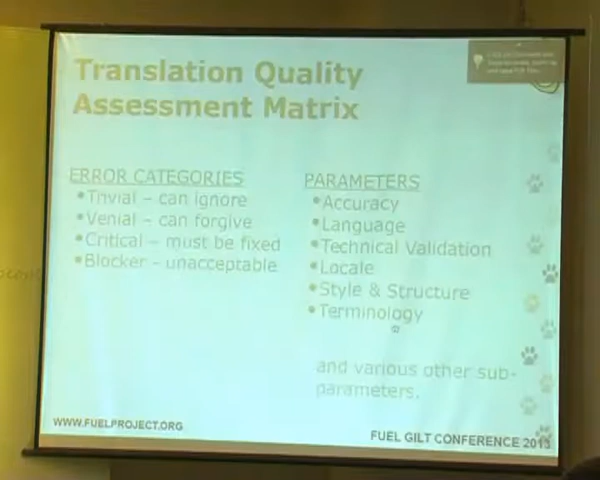 Translation Quality
Assessment Matrix
ERROR CATEGORIES
•Trivial – can ignore
•Venial – can forgive
•Critical – must be fixed
•Blocker – unacceptable
PARAMETERS
•Accuracy
•Language
•Technical Validation
•Locale
•Style & Structure
•Terminology
and various other sub-
parameters.
WWW.FUELPROJECT.ORG
FUEL GILT CONFERENCE 2013